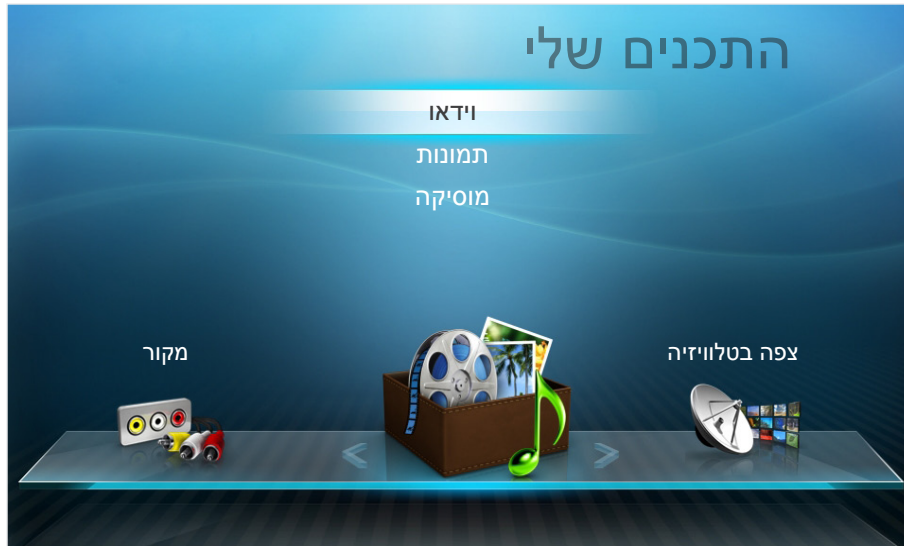 התכנים שלי
וידאו
תמונות
מוסיקה
צפה בטלוויזיה
מקור